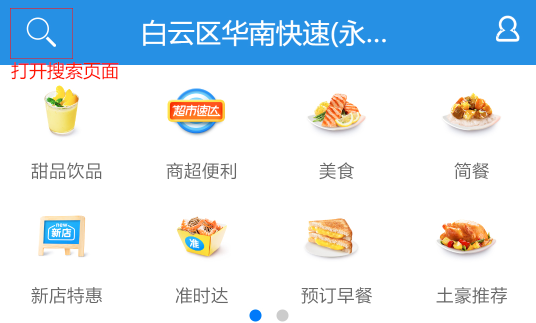 白云区华南快速(永...
打开搜索页面
超市速达
甜品饮品
商超便利
美食
简餐
new
新店
准
新店特惠
准时达
预订早餐
土豪推荐